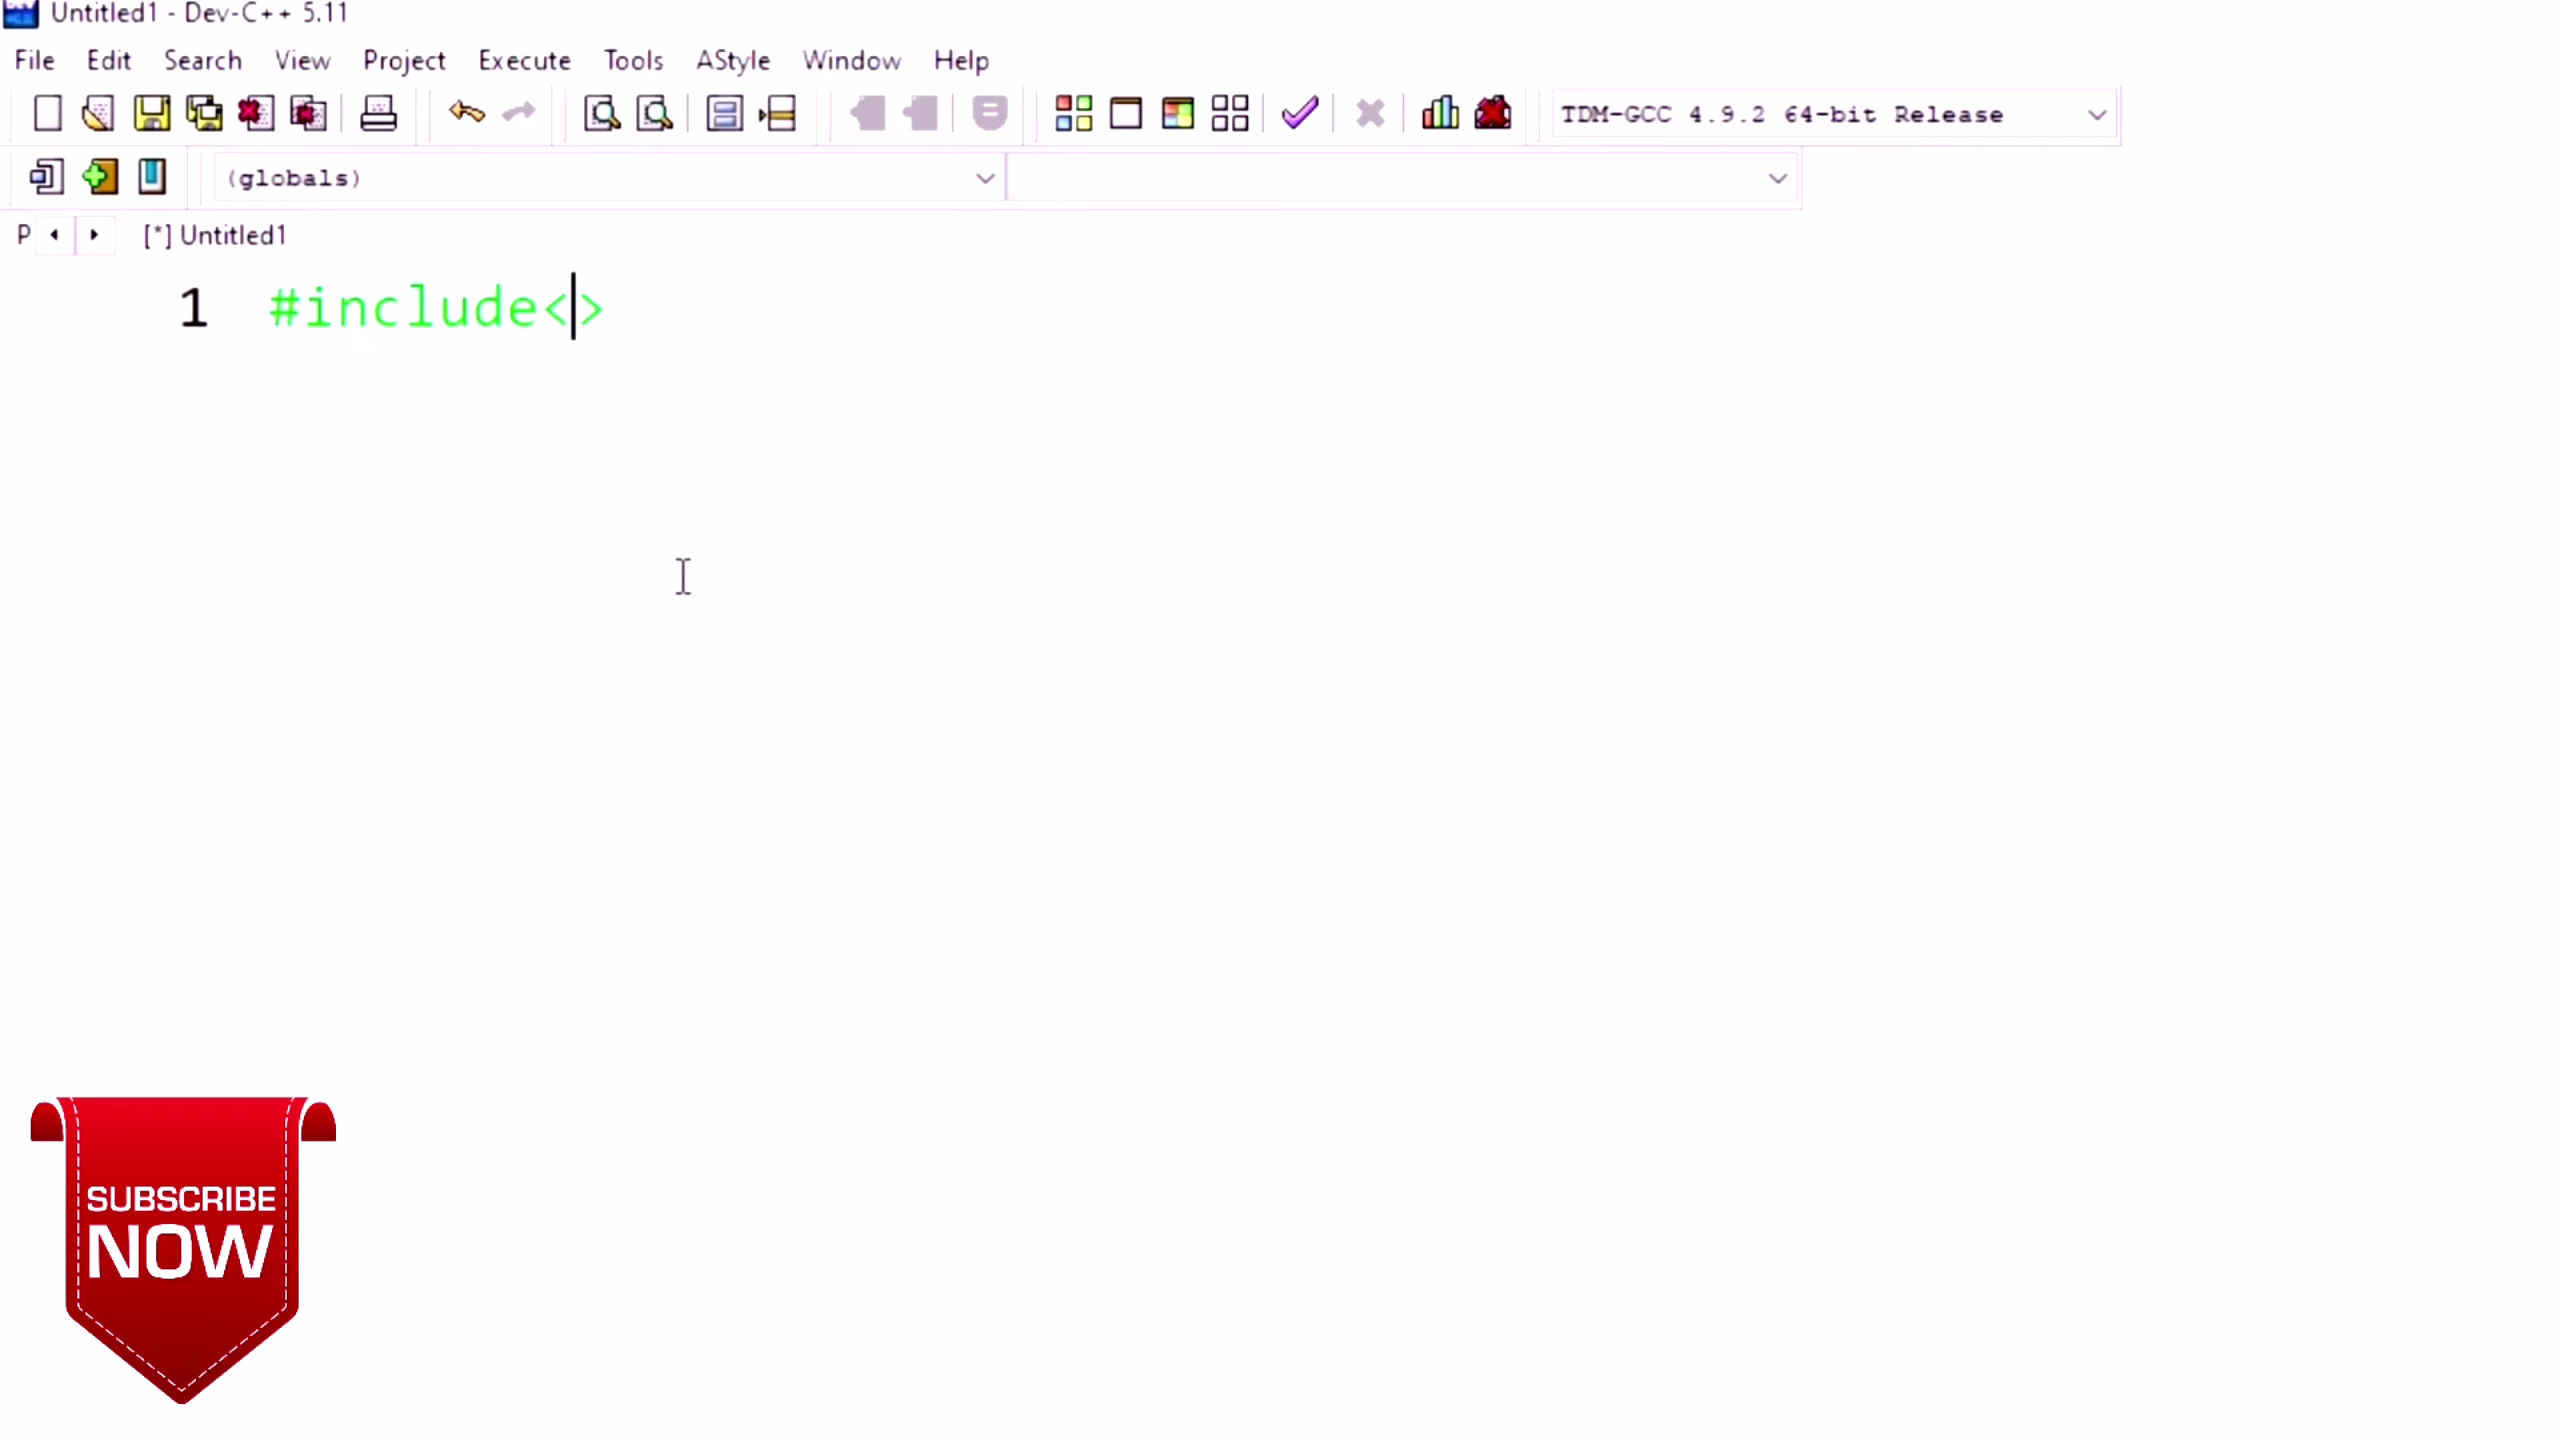 Untitled1 - Dev-C++ 5.11
File Edit Search View Project Execute Tools AStyle Window Help
TDM-GCC 4.9.2 64-bit Release
(globals)
P [*] Untitled1
1 #include<>
SUBSCRIBE
NOW